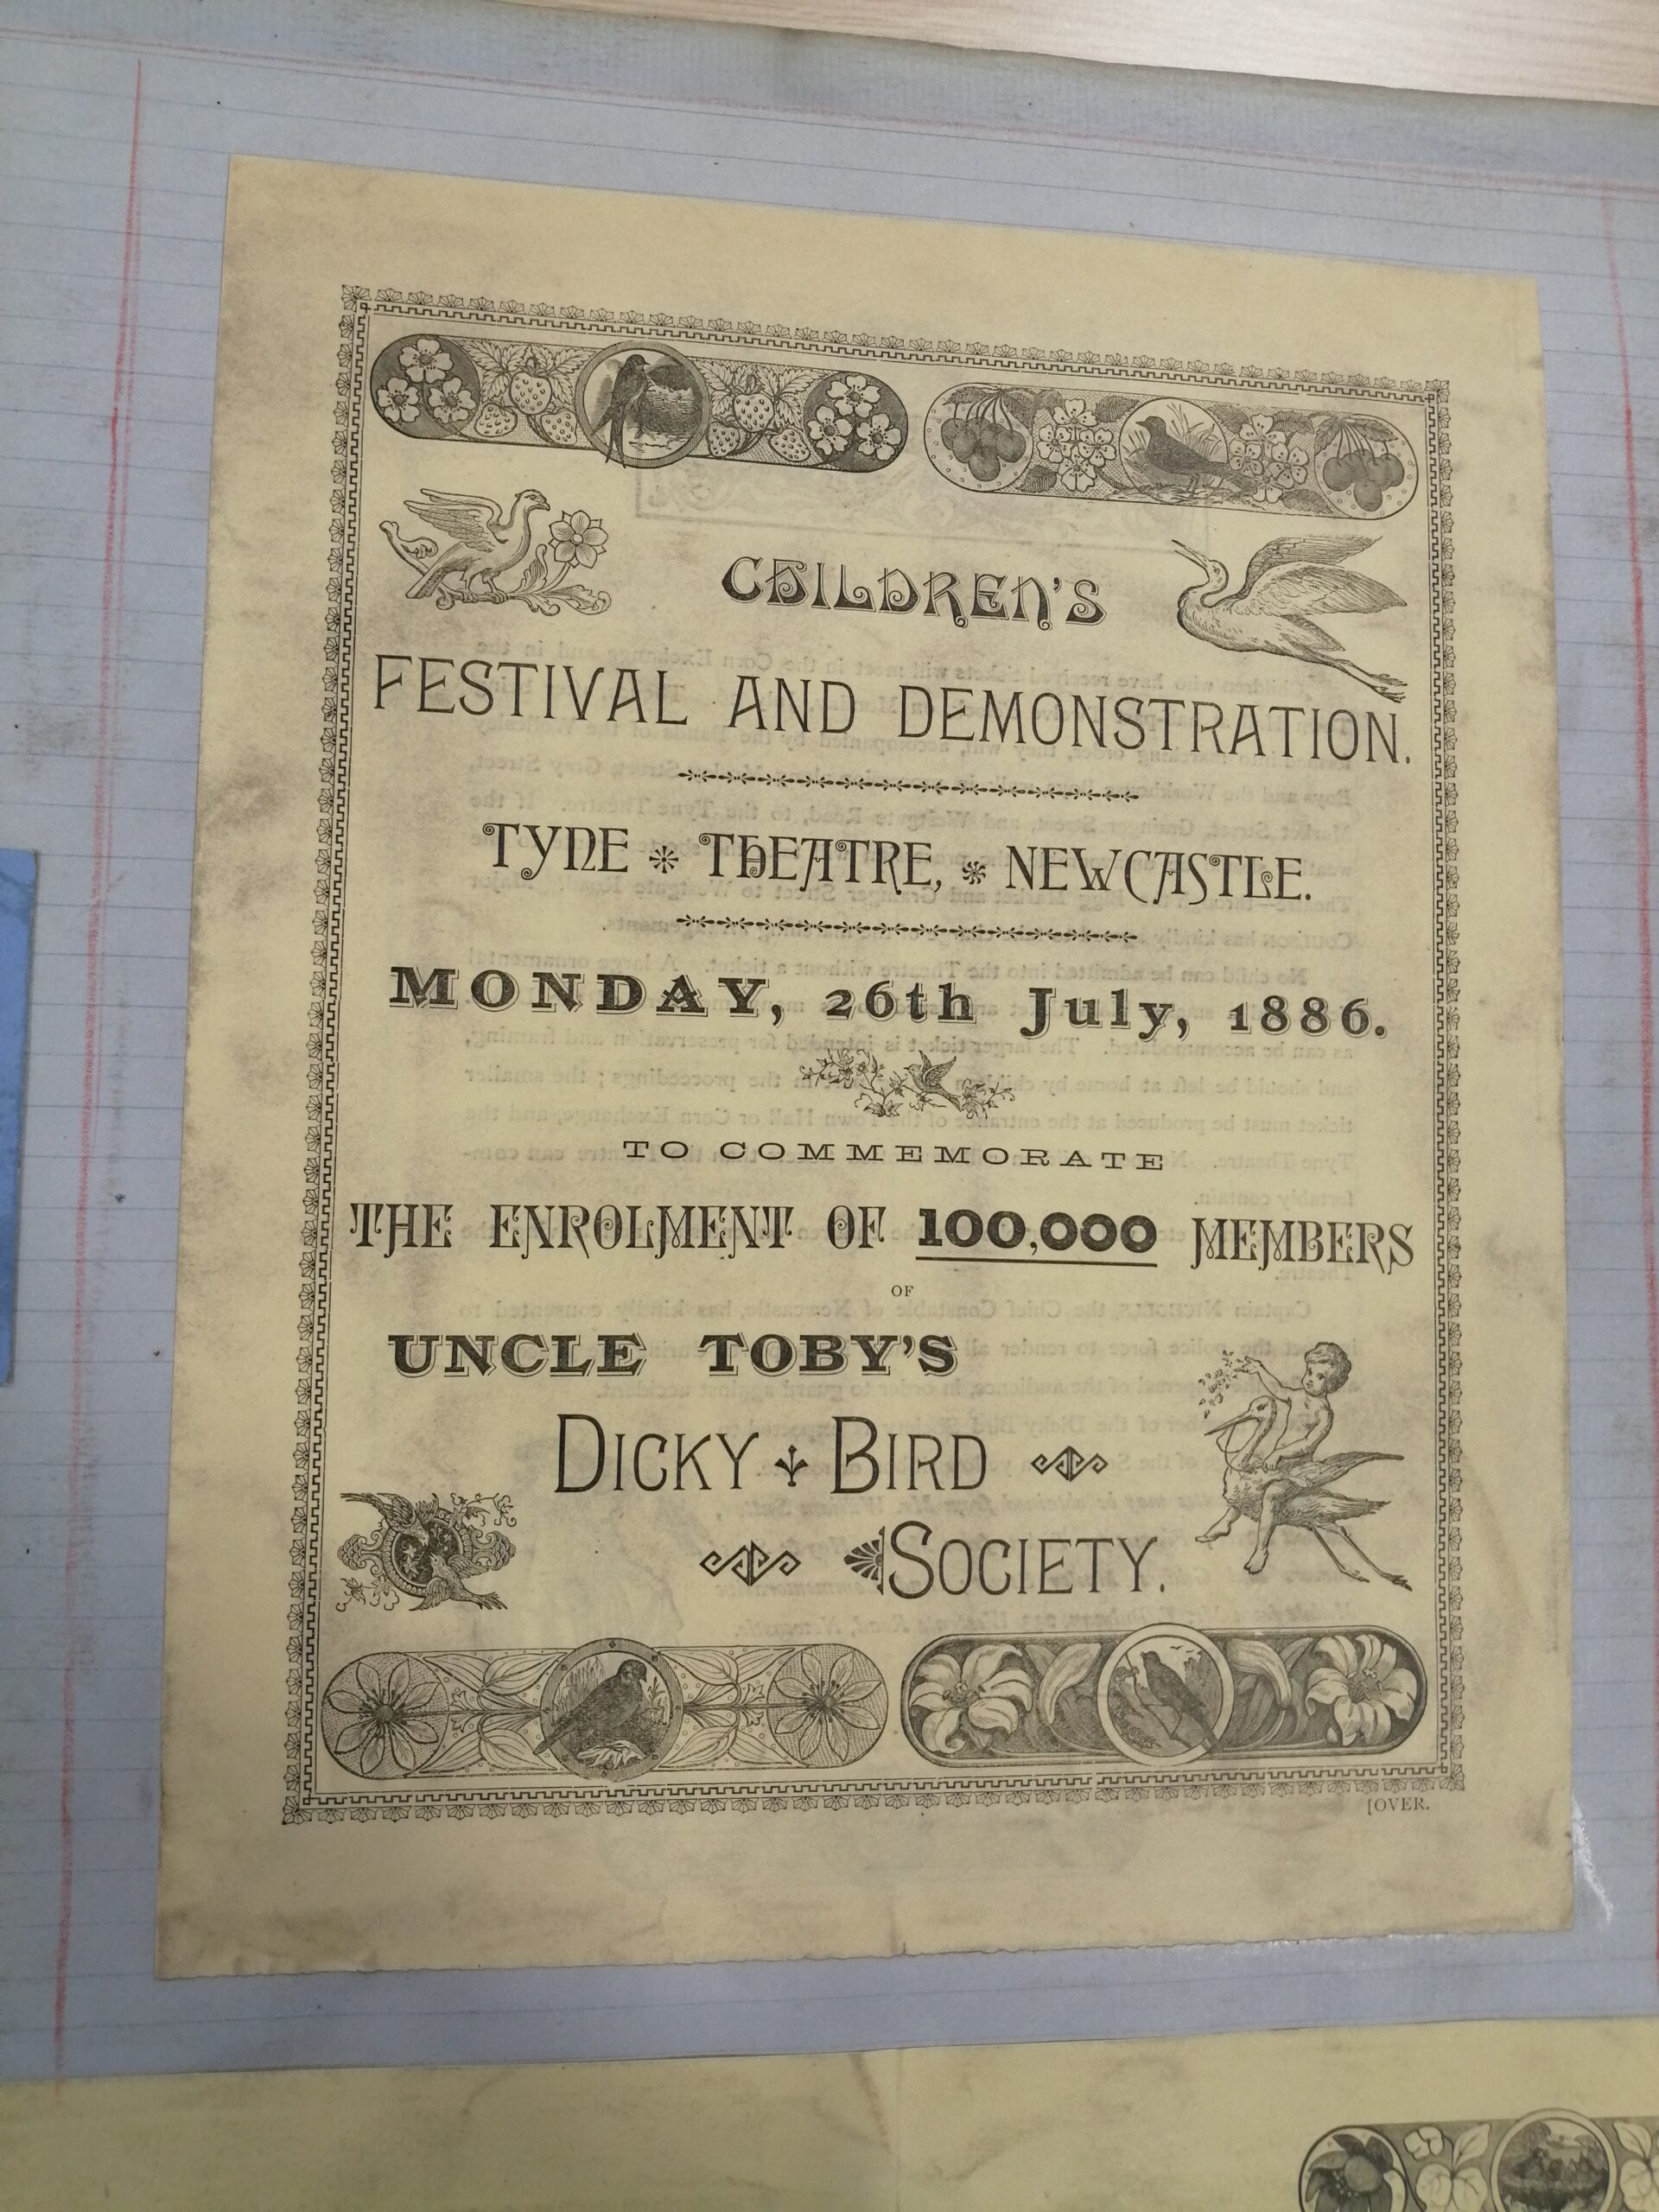 CHILDREN'S
FESTIVAL AND DEMONSTRATION.
TYNE THEATRE, NEWCASTLE.
MONDAY, 26th July, 1886.
TO COMMEMORATE
THE ENROLMENT OF 100,000 MEMBERS
OF
UNCLE TOBY'S
DICKY BIRD
SOCIETY.
[OVER.